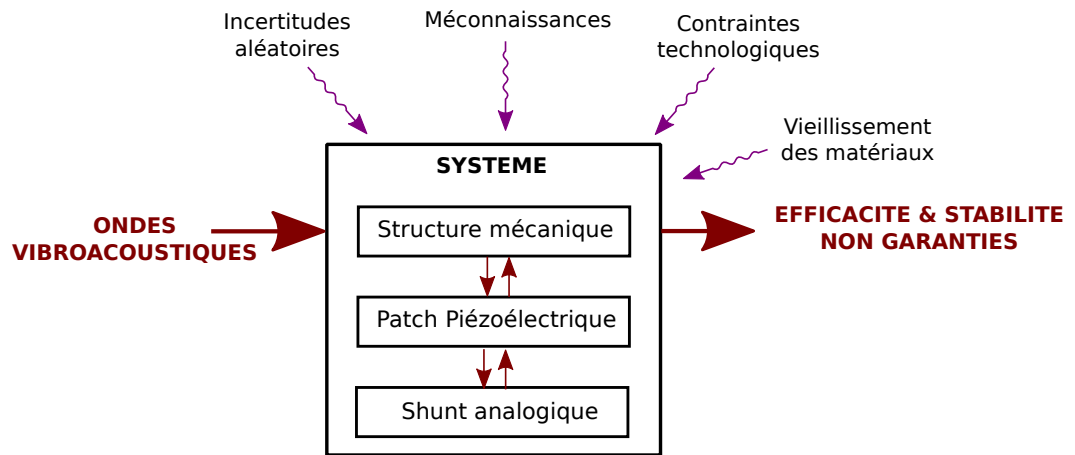 Incertitudes
aléatoires
Méconnaissances
Contraintes
technologiques
Vieillissement
des matériaux
SYSTEME
ONDES
VIBROACOUSTIQUES
Structure mécanique
EFFICACITE & STABILITE
NON GARANTIES
Patch Piézoélectrique
Shunt analogique